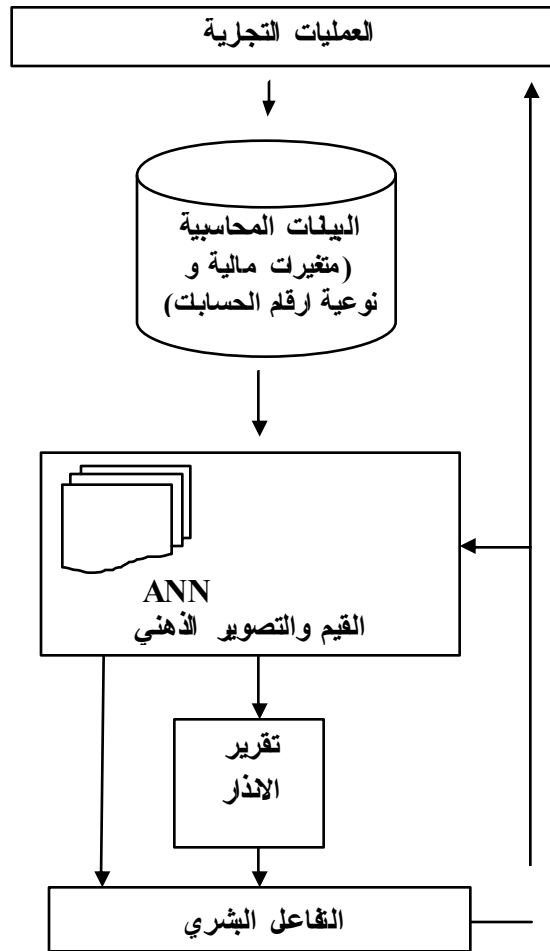 العمليات التجارية
البيانات المحاسبية
(متغيرات مالية و
نوعية ارقام الحسابات)
ANN
القيم والتصوير الذهني
تقرير
الانذار
التفاعل البشري